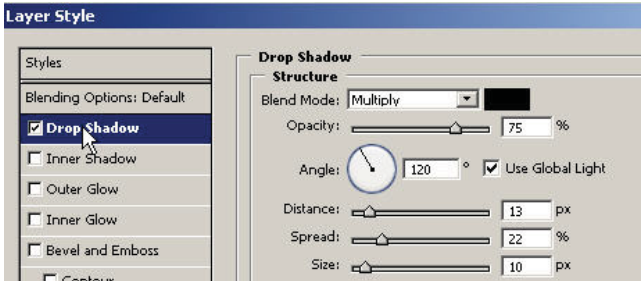 Layer Style
Styles
Blending Options: Default
Drop Shadow
Inner Shadow
Outer Glow
Inner Glow
Bevel and Emboss
Contour
Drop Shadow
Structure
Blend Mode: Multiply
Opacity: 75 %
Angle: 120 ° Use Global Light
Distance: 13 px
Spread: 22 %
Size: 10 px